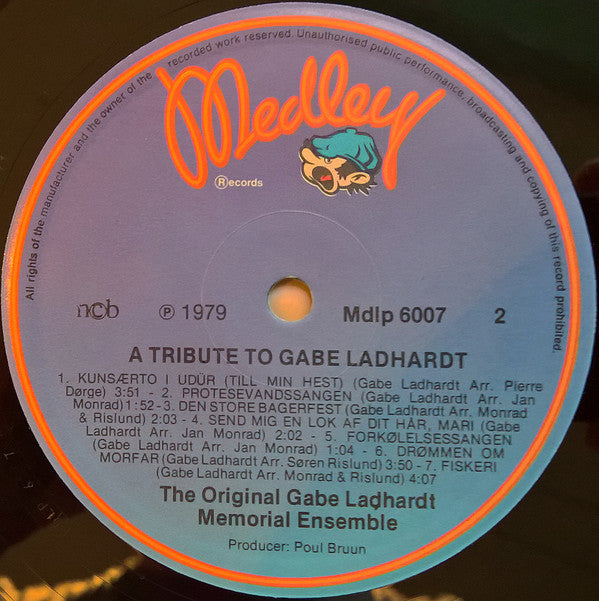 All rights of the manufacturer and the owner of the recorded work reserved. Unauthorised public performance, broadcasting and copying of this record prohibited.
Medley
®ecords
ncb
℗ 1979
Mdlp 6007
2
A TRIBUTE TO GABE LADHARDT
1. KUNSÆRTO I UDÜR (TILL MIN HEST) (Gabe Ladhardt Arr. Pierre
Dørge) 3:51 - 2. PROTESEVANDSSANGEN (Gabe Ladhardt Arr. Jan
Monrad) 1:52 - 3. DEN STORE BAGERFEST (Gabe Ladhardt Arr. Monrad
& Rislund) 2:03 - 4. SEND MIG EN LOK AF DIT HÅR, MARI (Gabe
Ladhardt Arr. Jan Monrad) 2:02 - 5. FORKØLELSESSANGEN
(Gabe Ladhardt Arr. Jan Monrad) 1:04 - 6. DRØMMEN OM
MORFAR (Gabe Ladhardt Arr. Søren Rislund) 3:50 - 7. FISKERI
(Gabe Ladhardt Arr. Monrad & Rislund) 4:07
The Original Gabe Ladhardt
Memorial Ensemble
Producer: Poul Bruun